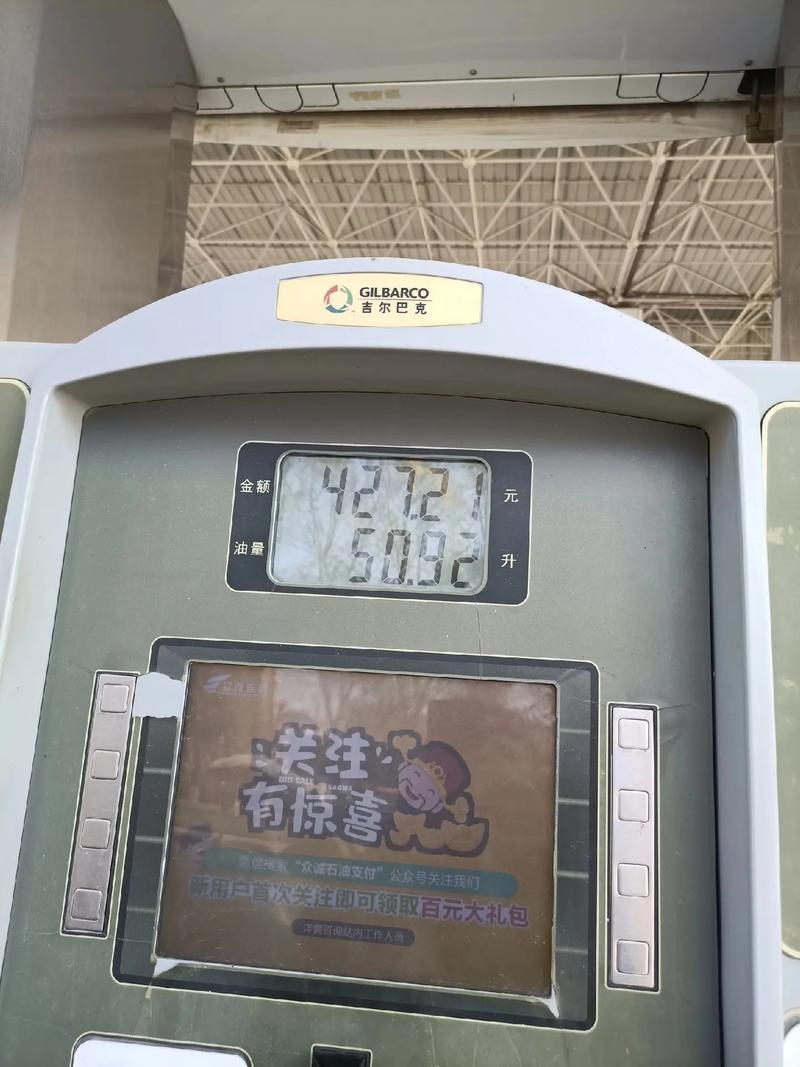 GILBARCO
吉尔巴克
金额 427.21 元
油量 50.92 升
关注
BIG SALE
有惊喜
微信搜索“众诚石油支付”公众号关注我们
新用户首次关注即可领取百元大礼包
详情咨询站内工作人员